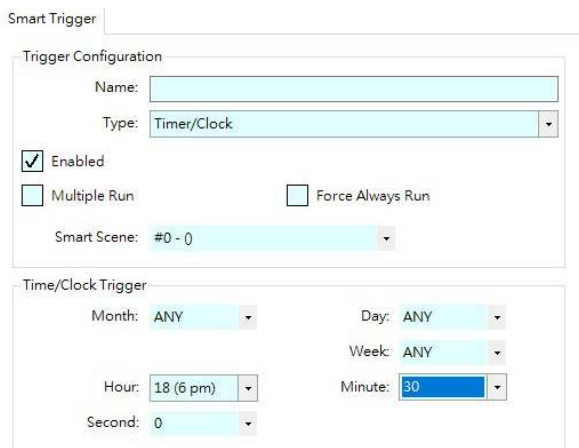 Smart Trigger
Trigger Configuration
Name:
Type: Timer/Clock
Enabled
Multiple Run Force Always Run
Smart Scene: #0 - ()
Time/Clock Trigger
Month: ANY Day: ANY
Week: ANY
Hour: 18 (6 pm) Minute: 30
Second: 0